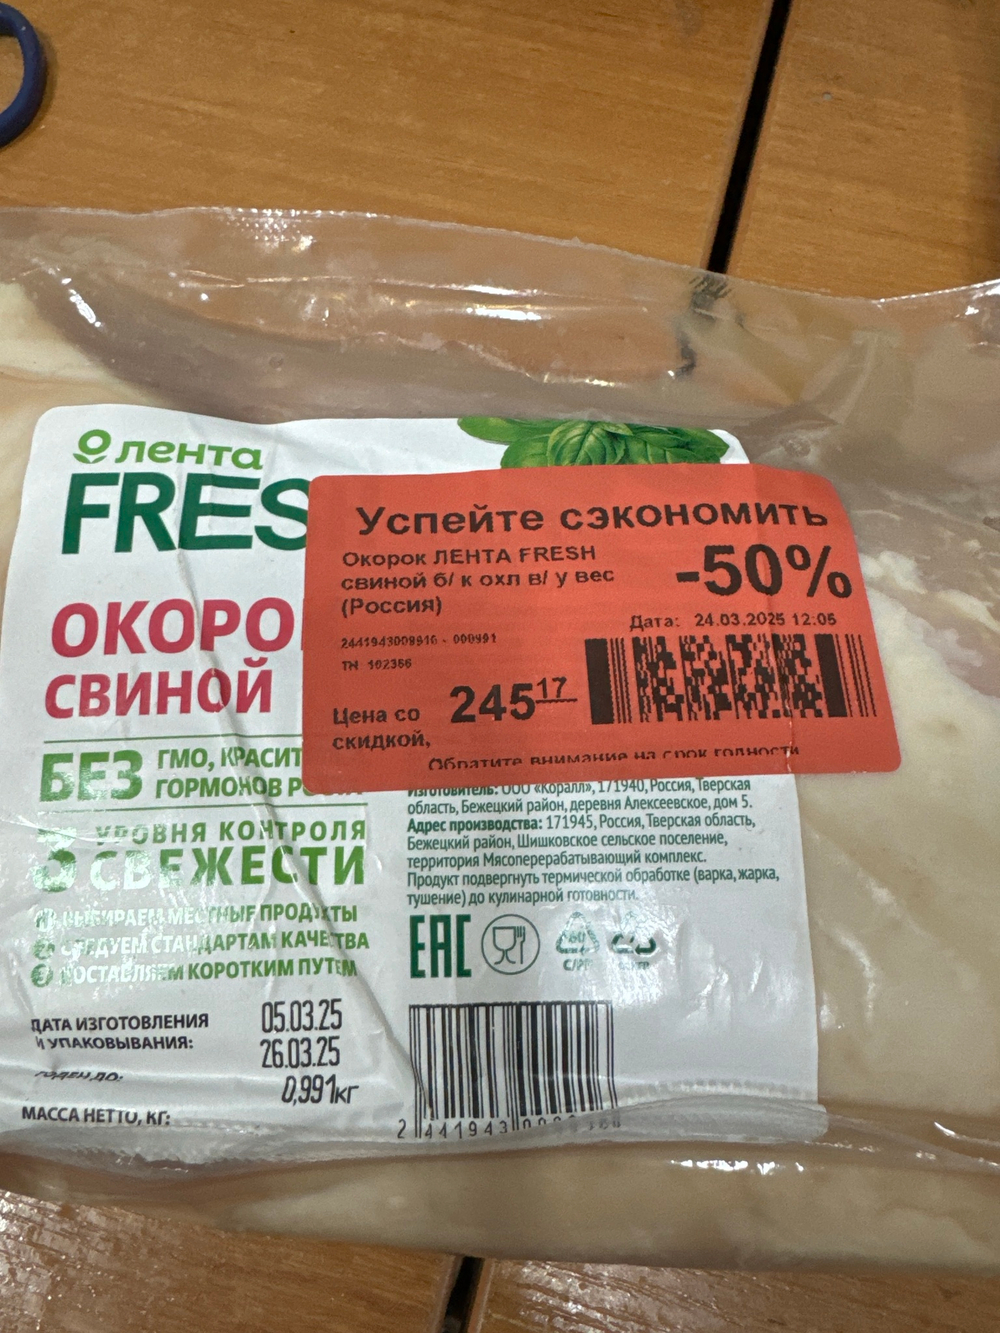 лента
FRES
ОКОРО
СВИНОЙ
БЕЗ
ГМО, КРАСИТ
ГОРМОНОВ Р
3 УРОВНЯ КОНТРОЛЯ
СВЕЖЕСТИ
ВЫБИРАЕМ МЕСТНЫЕ ПРОДУКТЫ
СЛЕДУЕМ СТАНДАРТАМ КАЧЕСТВА
ДОСТАВЛЯЕМ КОРОТКИМ ПУТЕМ
ДАТА ИЗГОТОВЛЕНИЯ
И УПАКОВЫВАНИЯ:
05.03.25
26.03.25
ГОДЕН ДО:
0,991кг
МАССА НЕТТО, КГ:
Успейте сэкономить
Окорок ЛЕНТА FRESH
свиной б/ к охл в/ у вес
(Россия)
-50%
Дата: 24.03.2025 12:05
ТН: 102366
Цена со
скидкой,
245 17
Обратите внимание на срок годности
Изготовитель: ООО «Коралл», 171940, Россия, Тверская
область, Бежецкий район, деревня Алексеевское, дом 5.
Адрес производства: 171945, Россия, Тверская область,
Бежецкий район, Шишковское сельское поселение,
территория Мясоперерабатывающий комплекс.
Продукт подвергнуть термической обработке (варка, жарка,
тушение) до кулинарной готовности.
ЕАС
2 441943